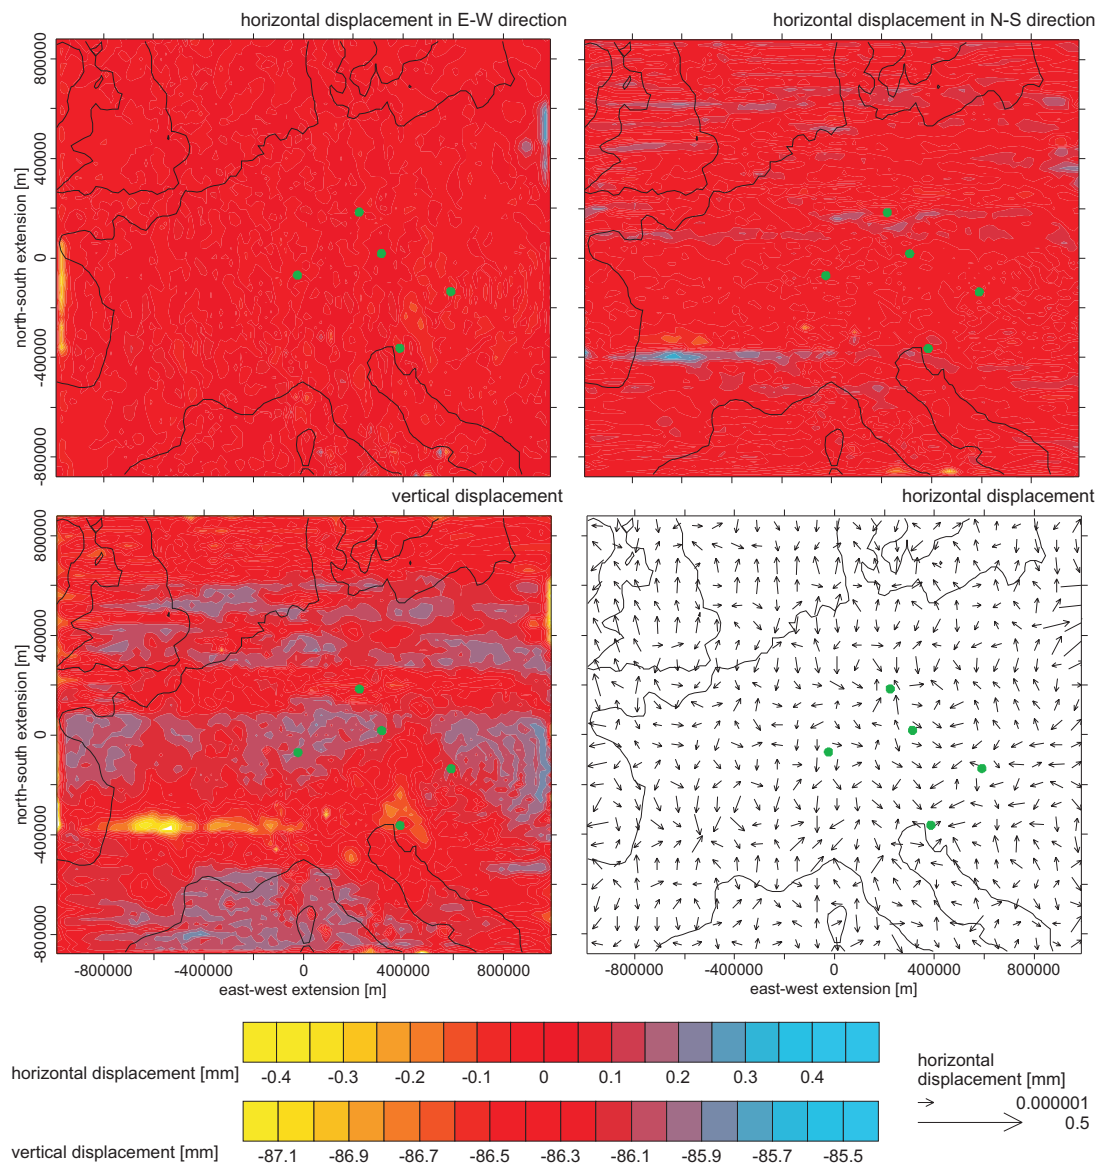 horizontal displacement in E-W direction
horizontal displacement in N-S direction
north-south extension [m]
800000
400000
0
-400000
-800000
vertical displacement
horizontal displacement
north-south extension [m]
800000
400000
0
-400000
-800000
-800000 -400000 0 400000 800000
east-west extension [m]
-800000 -400000 0 400000 800000
east-west extension [m]
horizontal displacement [mm]
-0.4 -0.3 -0.2 -0.1 0 0.1 0.2 0.3 0.4
vertical displacement [mm]
-87.1 -86.9 -86.7 -86.5 -86.3 -86.1 -85.9 -85.7 -85.5
horizontal
displacement [mm]
0.000001
0.5